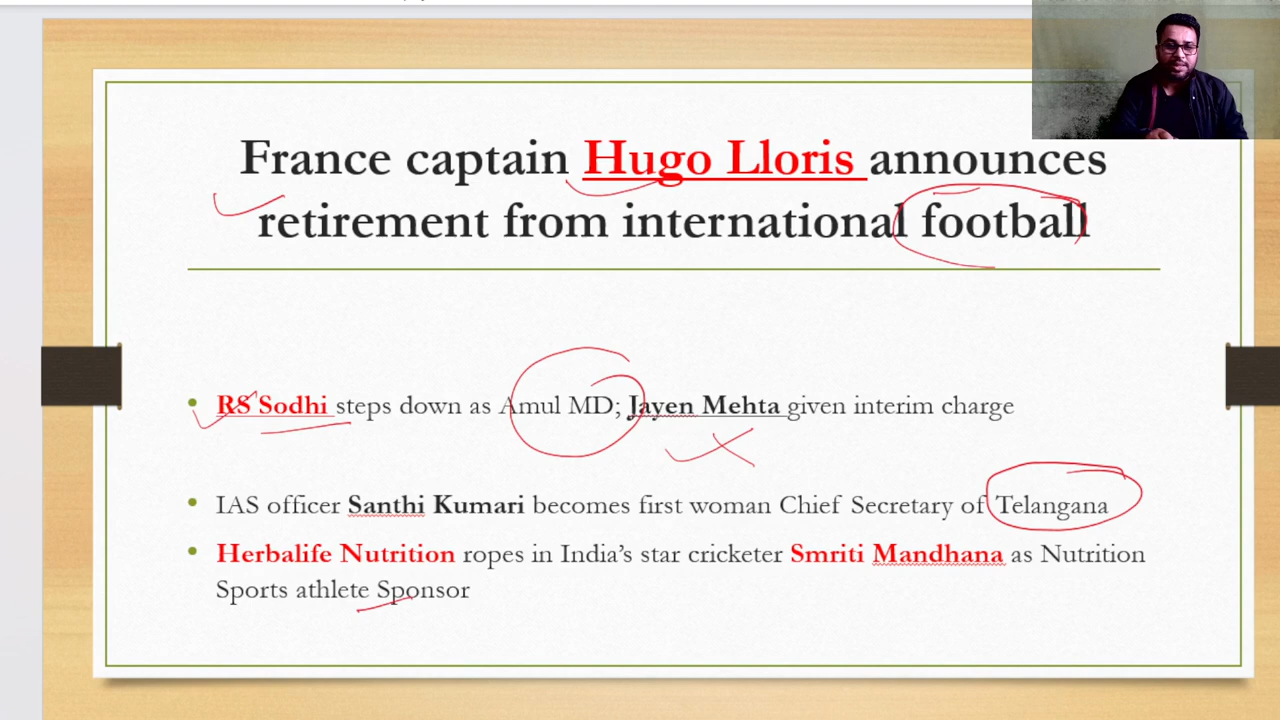 France captain Hugo Lloris announces
retirement from international football
RS Sodhi steps down as Amul MD; Jayen Mehta given interim charge
IAS officer Santhi Kumari becomes first woman Chief Secretary of Telangana
Herbalife Nutrition ropes in India’s star cricketer Smriti Mandhana as Nutrition
Sports athlete Sponsor